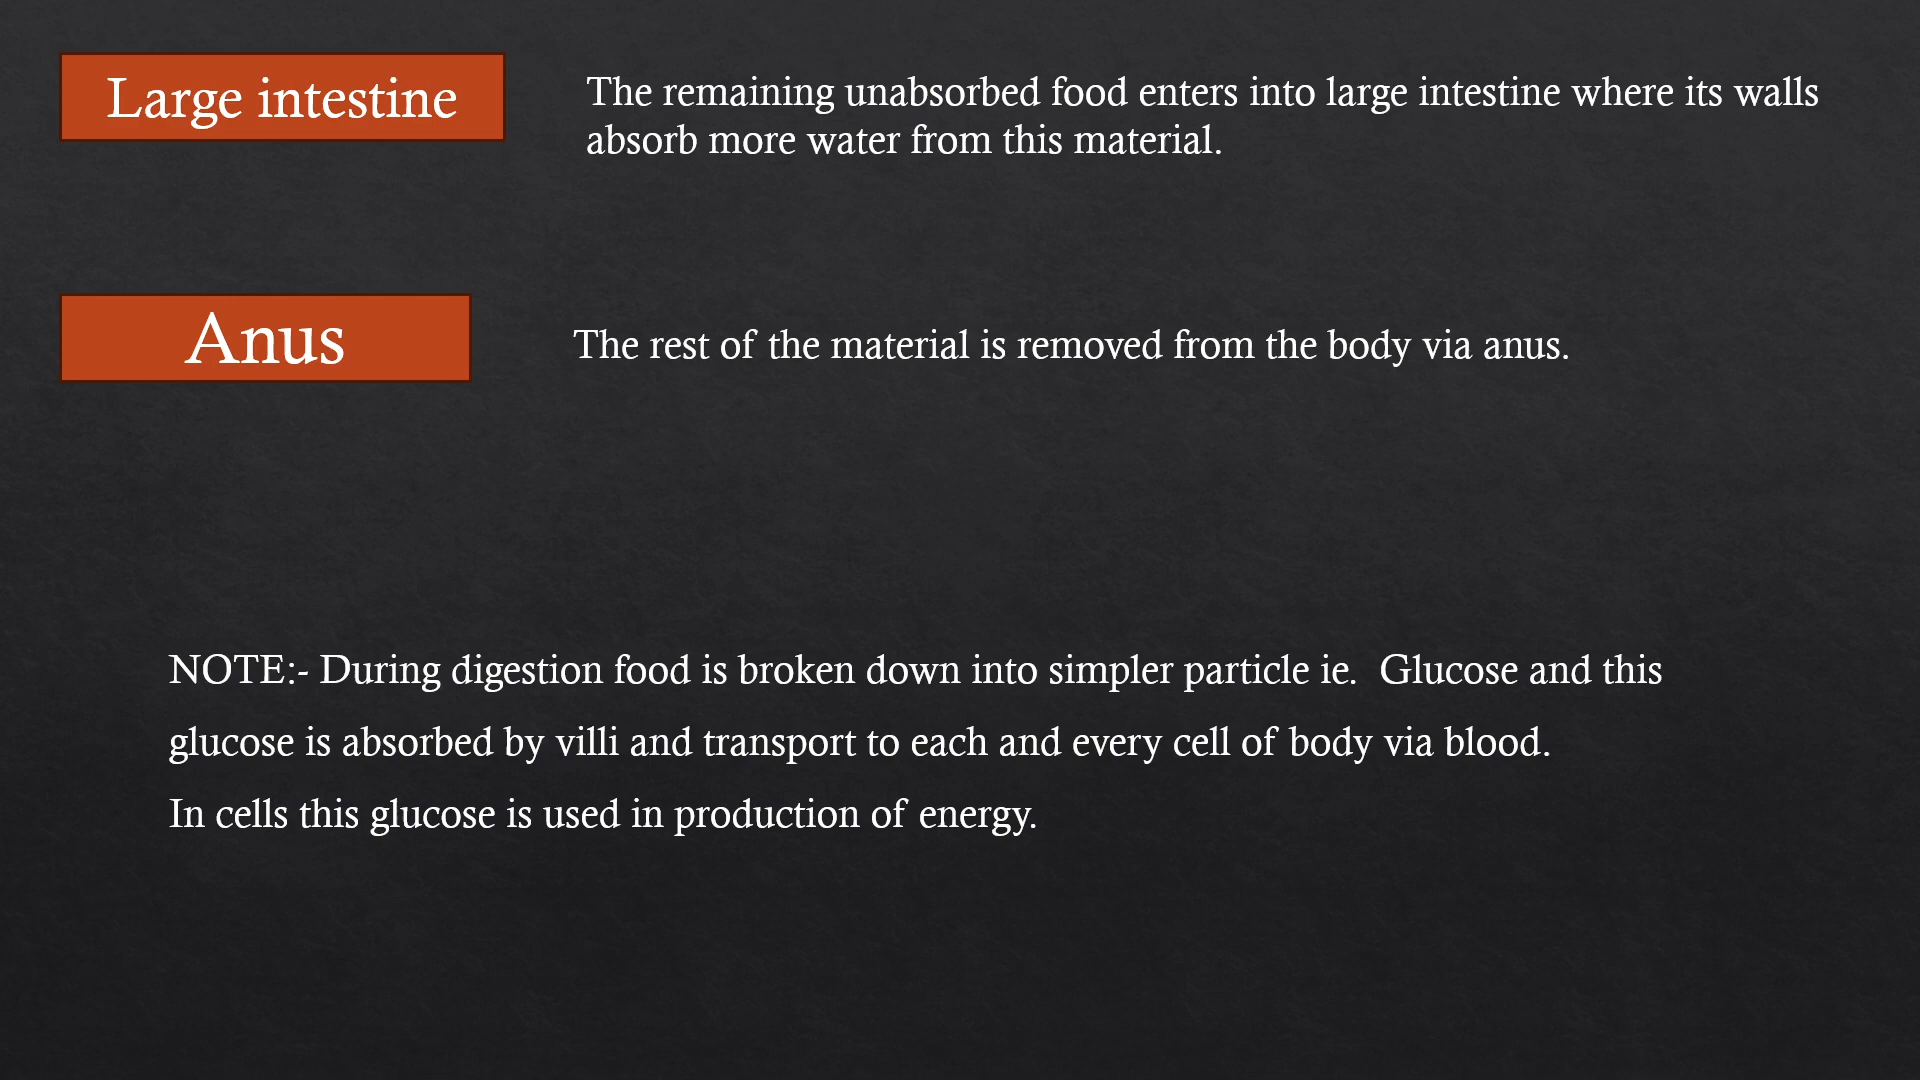 Large intestine
The remaining unabsorbed food enters into large intestine where its walls
absorb more water from this material.
Anus
The rest of the material is removed from the body via anus.
NOTE:- During digestion food is broken down into simpler particle ie.  Glucose and this
glucose is absorbed by villi and transport to each and every cell of body via blood.
In cells this glucose is used in production of energy.